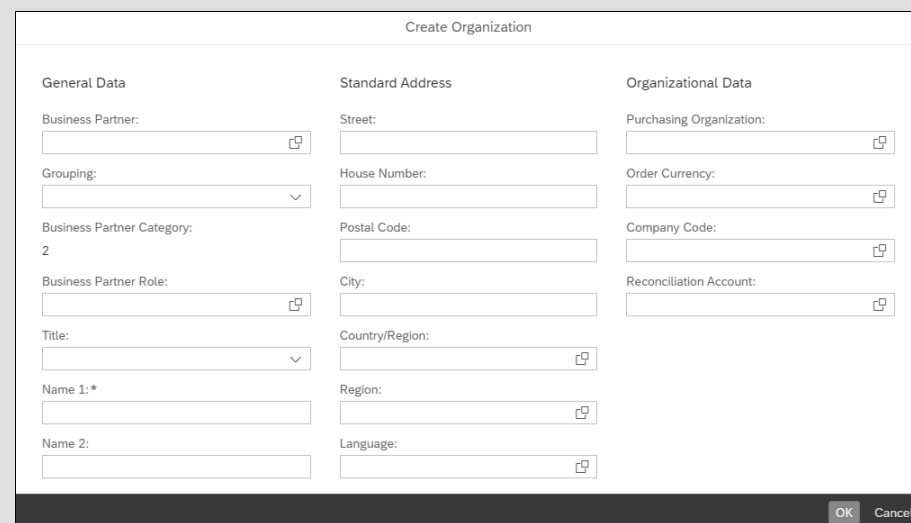 Create Organization
General Data
Business Partner:
Grouping:
Business Partner Category:
2
Business Partner Role:
Title:
Name 1:*
Name 2:
Standard Address
Street:
House Number:
Postal Code:
City:
Country/Region:
Region:
Language:
Organizational Data
Purchasing Organization:
Order Currency:
Company Code:
Reconciliation Account:
OK Cancel